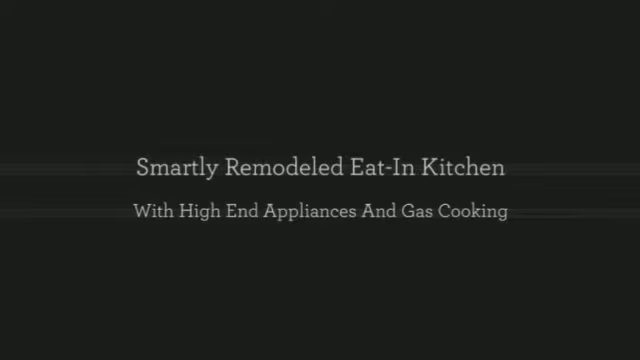 Smartly Remodeled Eat-In Kitchen
With High End Appliances And Gas Cooking